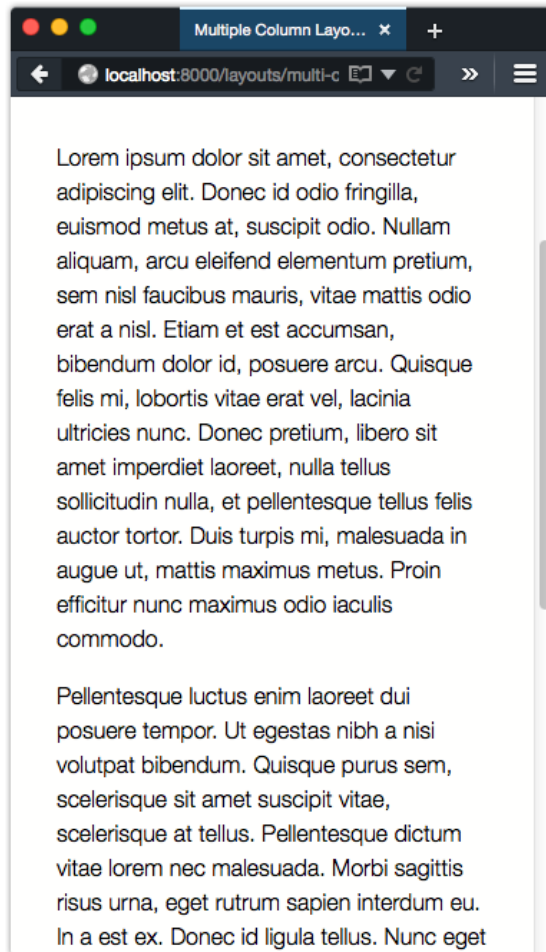 Multiple Column Layo...
localhost:8000/layouts/multi-c
Lorem ipsum dolor sit amet, consectetur
adipiscing elit. Donec id odio fringilla,
euismod metus at, suscipit odio. Nullam
aliquam, arcu eleifend elementum pretium,
sem nisl faucibus mauris, vitae mattis odio
erat a nisl. Etiam et est accumsan,
bibendum dolor id, posuere arcu. Quisque
felis mi, lobortis vitae erat vel, lacinia
ultricies nunc. Donec pretium, libero sit
amet imperdiet laoreet, nulla tellus
sollicitudin nulla, et pellentesque tellus felis
auctor tortor. Duis turpis mi, malesuada in
augue ut, mattis maximus metus. Proin
efficitur nunc maximus odio iaculis
commodo.
Pellentesque luctus enim laoreet dui
posuere tempor. Ut egestas nibh a nisi
volutpat bibendum. Quisque purus sem,
scelerisque sit amet suscipit vitae,
scelerisque at tellus. Pellentesque dictum
vitae lorem nec malesuada. Morbi sagittis
risus urna, eget rutrum sapien interdum eu.
In a est ex. Donec id ligula tellus. Nunc eget